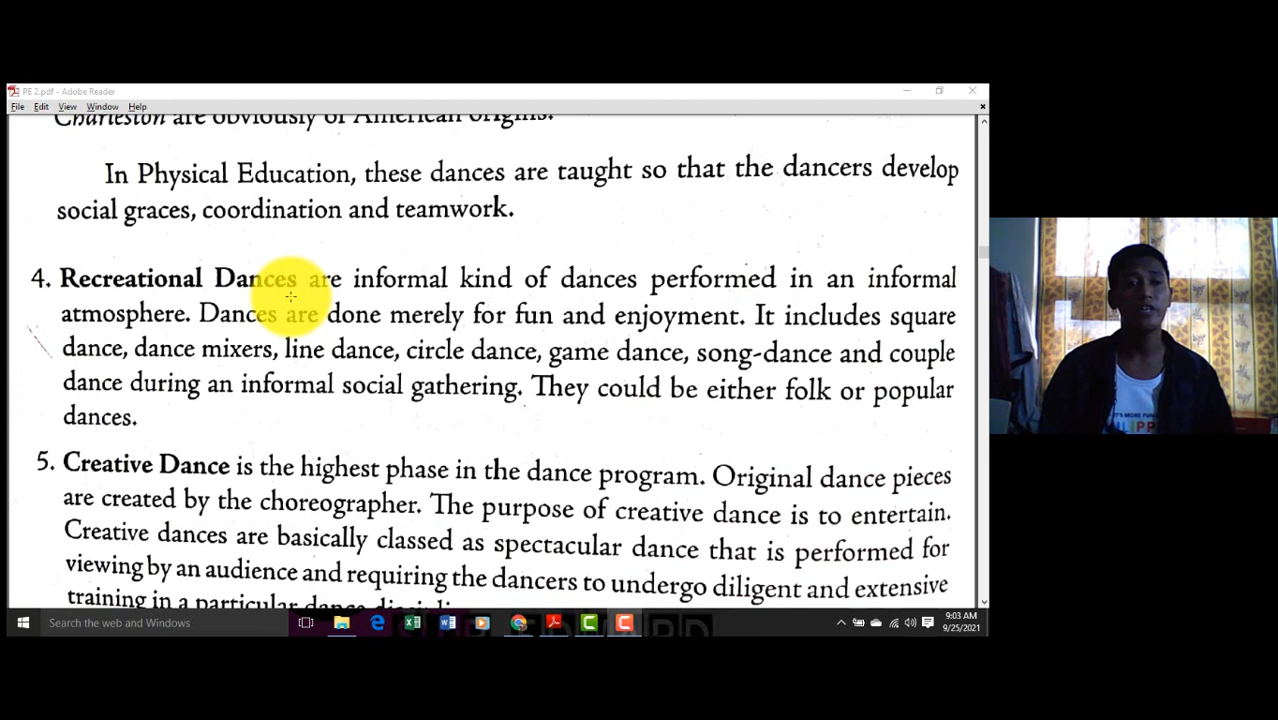 PE 2.pdf - Adobe Reader
File Edit View Window Help
Charleston are obviously of American origins.
In Physical Education, these dances are taught so that the dancers develop
social graces, coordination and teamwork.
4. Recreational Dances are informal kind of dances performed in an informal
atmosphere. Dances are done merely for fun and enjoyment. It includes square
dance, dance mixers, line dance, circle dance, game dance, song-dance and couple
dance during an informal social gathering. They could be either folk or popular
dances.
5. Creative Dance is the highest phase in the dance program. Original dance pieces
are created by the choreographer. The purpose of creative dance is to entertain.
Creative dances are basically classed as spectacular dance that is performed for
viewing by an audience and requiring the dancers to undergo diligent and extensive
training in a particular dance
Search the web and Windows
9:03 AM
9/25/2021
MORE FUN